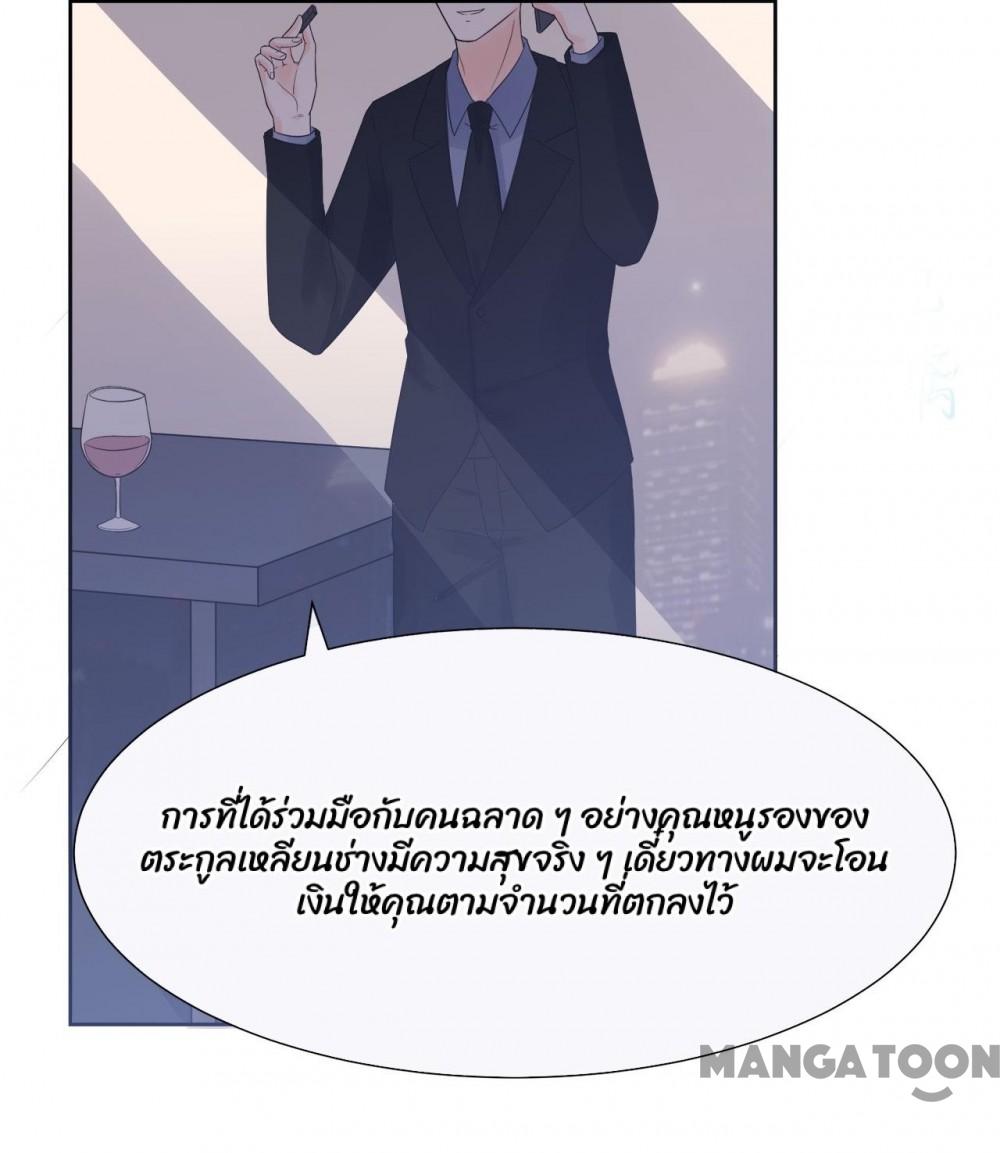 การที่ได้ร่วมมือกับคนฉลาด ๆ อย่างคุณหนูรองของ
ตระกูลเหลียนช่างมีความสุขจริง ๆ เดี๋ยวทางผมจะโอน
เงินให้คุณตามจำนวนที่ตกลงไว้
MANGATOON